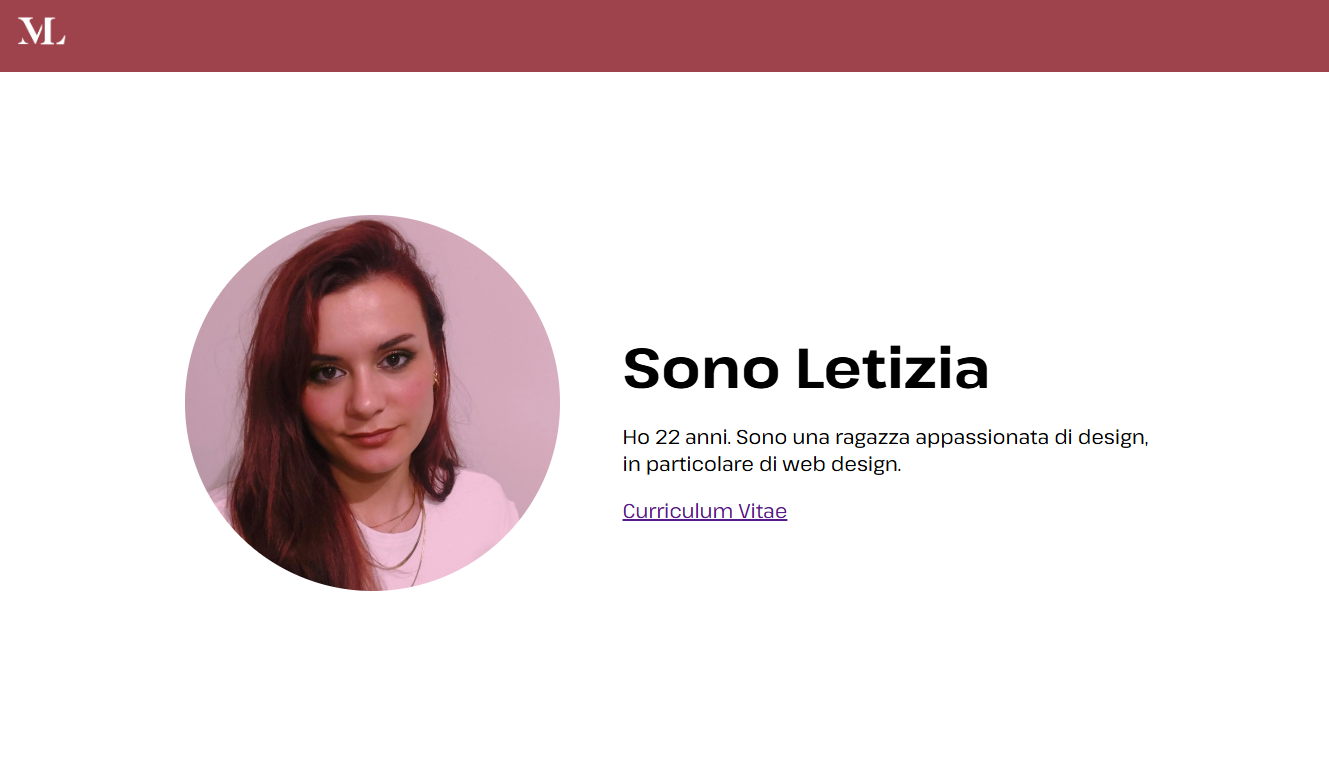 ML
Sono Letizia
Ho 22 anni. Sono una ragazza appassionata di design,
in particolare di web design.
Curriculum Vitae